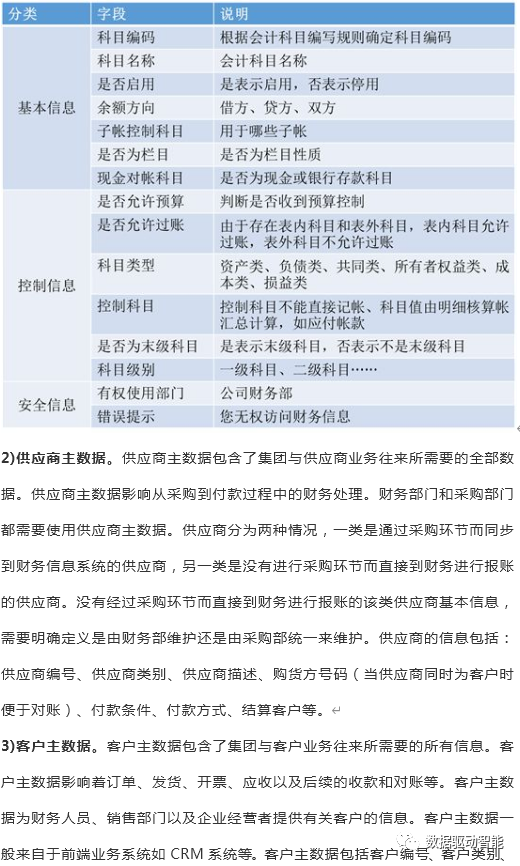 分类 字段 说明
基本信息
科目编码 根据会计科目编写规则确定科目编码
科目名称 会计科目名称
是否启用 是表示启用，否表示停用
余额方向 借方、贷方、双方
子帐控制科目 用于哪些子帐
是否为栏目 是否为栏目性质
现金对帐科目 是否为现金或银行存款科目
控制信息
是否允许预算 判断是否收到预算控制
是否允许过账 由于存在表内科目和表外科目，表内科目允许
过账，表外科目不允许过账
科目类型 资产类、负债类、共同类、所有者权益类、成
本类、损益类
控制科目 控制科目不能直接记帐、科目值由明细核算帐
汇总计算，如应付帐款
是否为末级科目 是表示末级科目，否表示不是末级科目
科目级别 一级科目、二级科目……
安全信息
有权使用部门 公司财务部
错误提示 您无权访问财务信息
2)供应商主数据。供应商主数据包含了集团与供应商业务往来所需要的全部数
据。供应商主数据影响从采购到付款过程中的财务处理。财务部门和采购部门
都需要使用供应商主数据。供应商分为两种情况，一类是通过采购环节而同步
到财务信息系统的供应商，另一类是没有进行采购环节而直接到财务进行报账
的供应商。没有经过采购环节而直接到财务进行报账的该类供应商基本信息，
需要明确定义是由财务部维护还是由采购部统一来维护。供应商的信息包括：
供应商编号、供应商类别、供应商描述、购货方号码（当供应商同时为客户时
便于对账）、付款条件、付款方式、结算客户等。
3)客户主数据。客户主数据包含了集团与客户业务往来所需要的所有信息。客
户主数据影响着订单、发货、开票、应收以及后续的收款和对账等。客户主数
据为财务人员、销售部门以及企业经营者提供有关客户的信息。客户主数据一
般来自于前端业务系统如 CRM 系统等。客户主数据包括客户编号、客户类别、
数据驱动智能